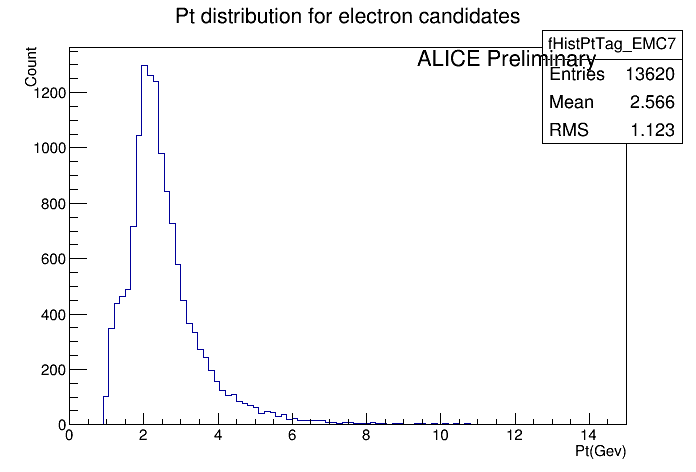 Pt distribution for electron candidates
ALICE Preliminary
fHistPtTag_EMC7
Entries 13620
Mean 2.566
RMS 1.123
Count
1200
1000
800
600
400
200
0
0 2 4 6 8 10 12 14
Pt(Gev)